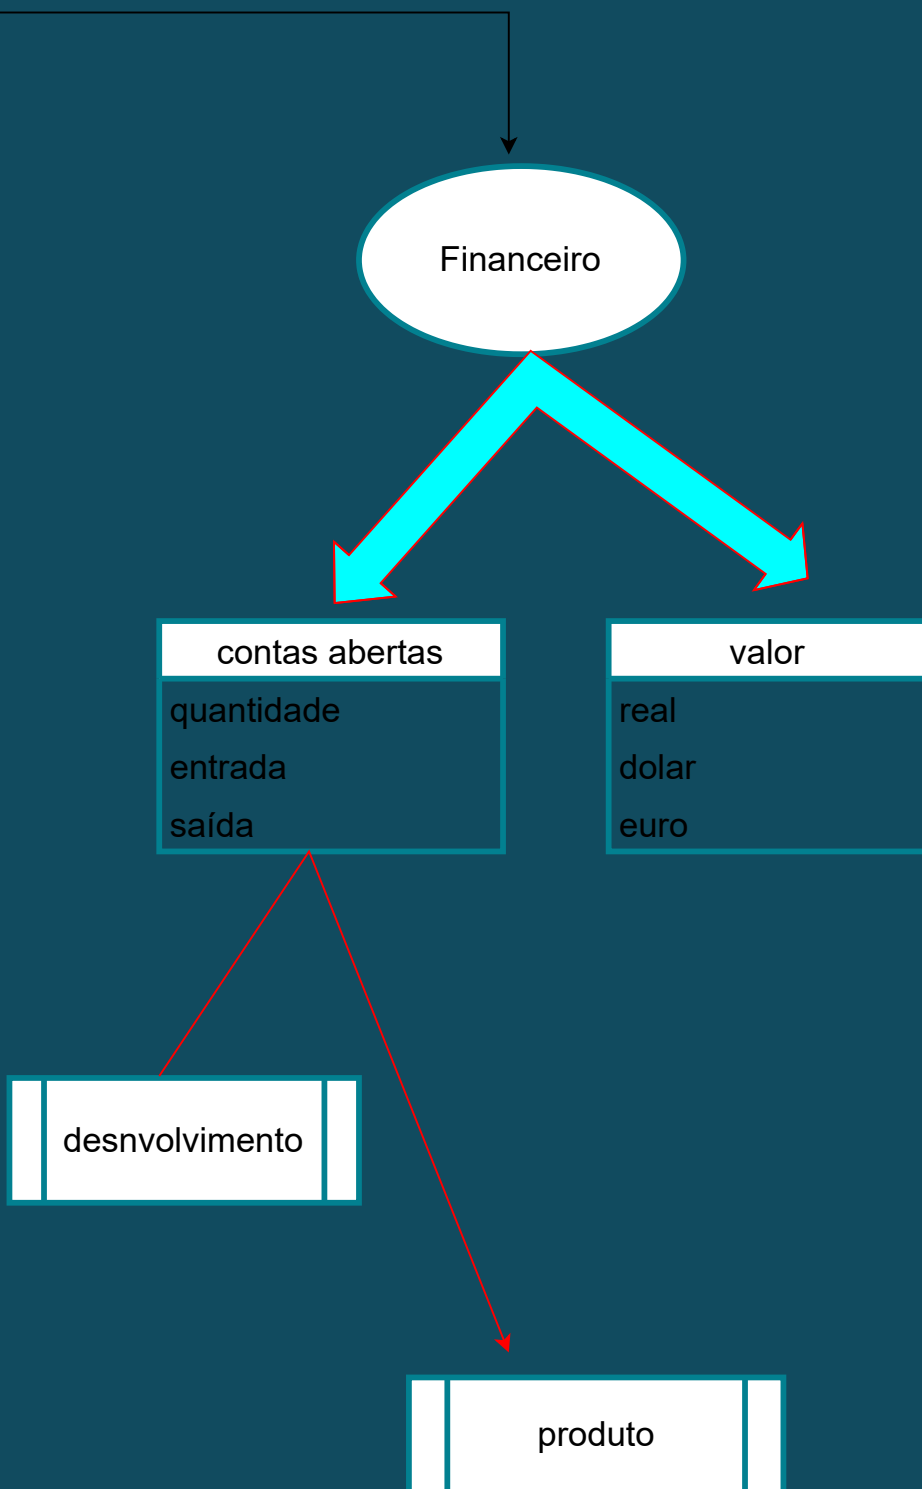 Financeiro
contas abertas
quantidade
entrada
saída
valor
real
dolar
euro
desnvolvimento
produto